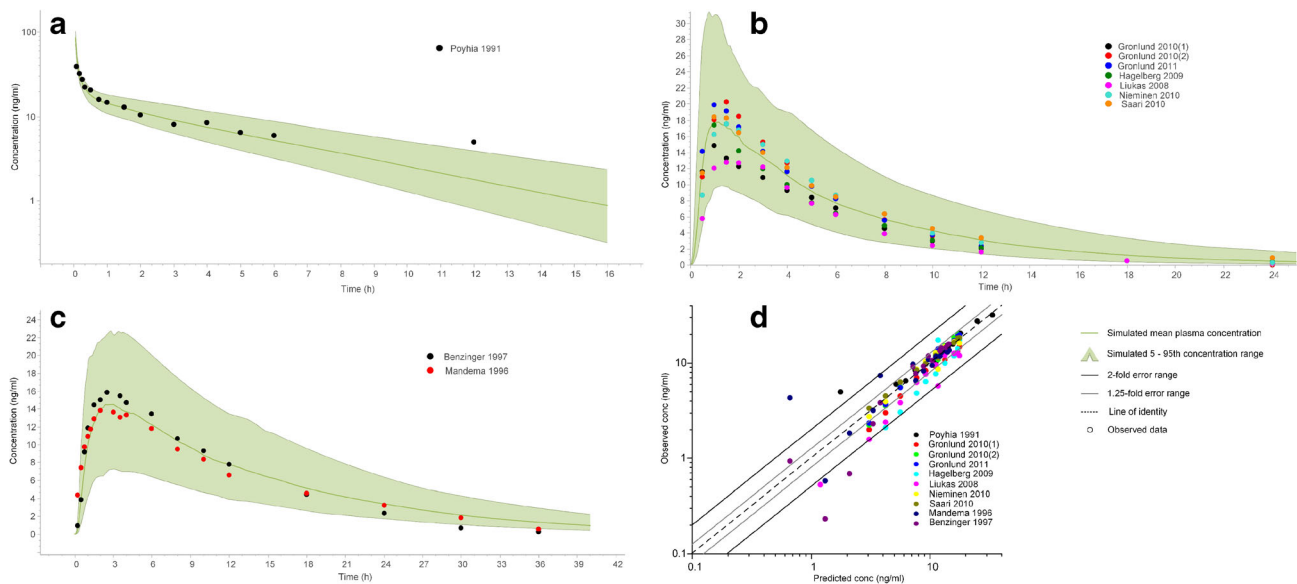 a
100
10
1
Concentration (ng/ml)
Poyhia 1991
0 1 2 3 4 5 6 7 8 9 10 11 12 13 14 15 16
Time (h)
b
30
28
26
24
22
20
18
16
14
12
10
8
6
4
2
0
Concentration (ng/ml)
Gronlund 2010(1)
Gronlund 2010(2)
Gronlund 2011
Hagelberg 2009
Liukas 2008
Nieminen 2010
Saari 2010
0 2 4 6 8 10 12 14 16 18 20 22 24
Time (h)
c
24
22
20
18
16
14
12
10
8
6
4
2
0
Concentration (ng/ml)
Benzinger 1997
Mandema 1996
0 3 6 9 12 15 18 21 24 27 30 33 36 39 42
Time (h)
d
10
1
0.1
Observed conc (ng/ml)
Poyhia 1991
Gronlund 2010(1)
Gronlund 2010(2)
Gronlund 2011
Hagelberg 2009
Liukas 2008
Nieminen 2010
Saari 2010
Mandema 1996
Benzinger 1997
0.1 1 10
Predicted conc (ng/ml)
Simulated mean plasma concentration
Simulated 5 - 95th concentration range
2-fold error range
1.25-fold error range
Line of identity
Observed data